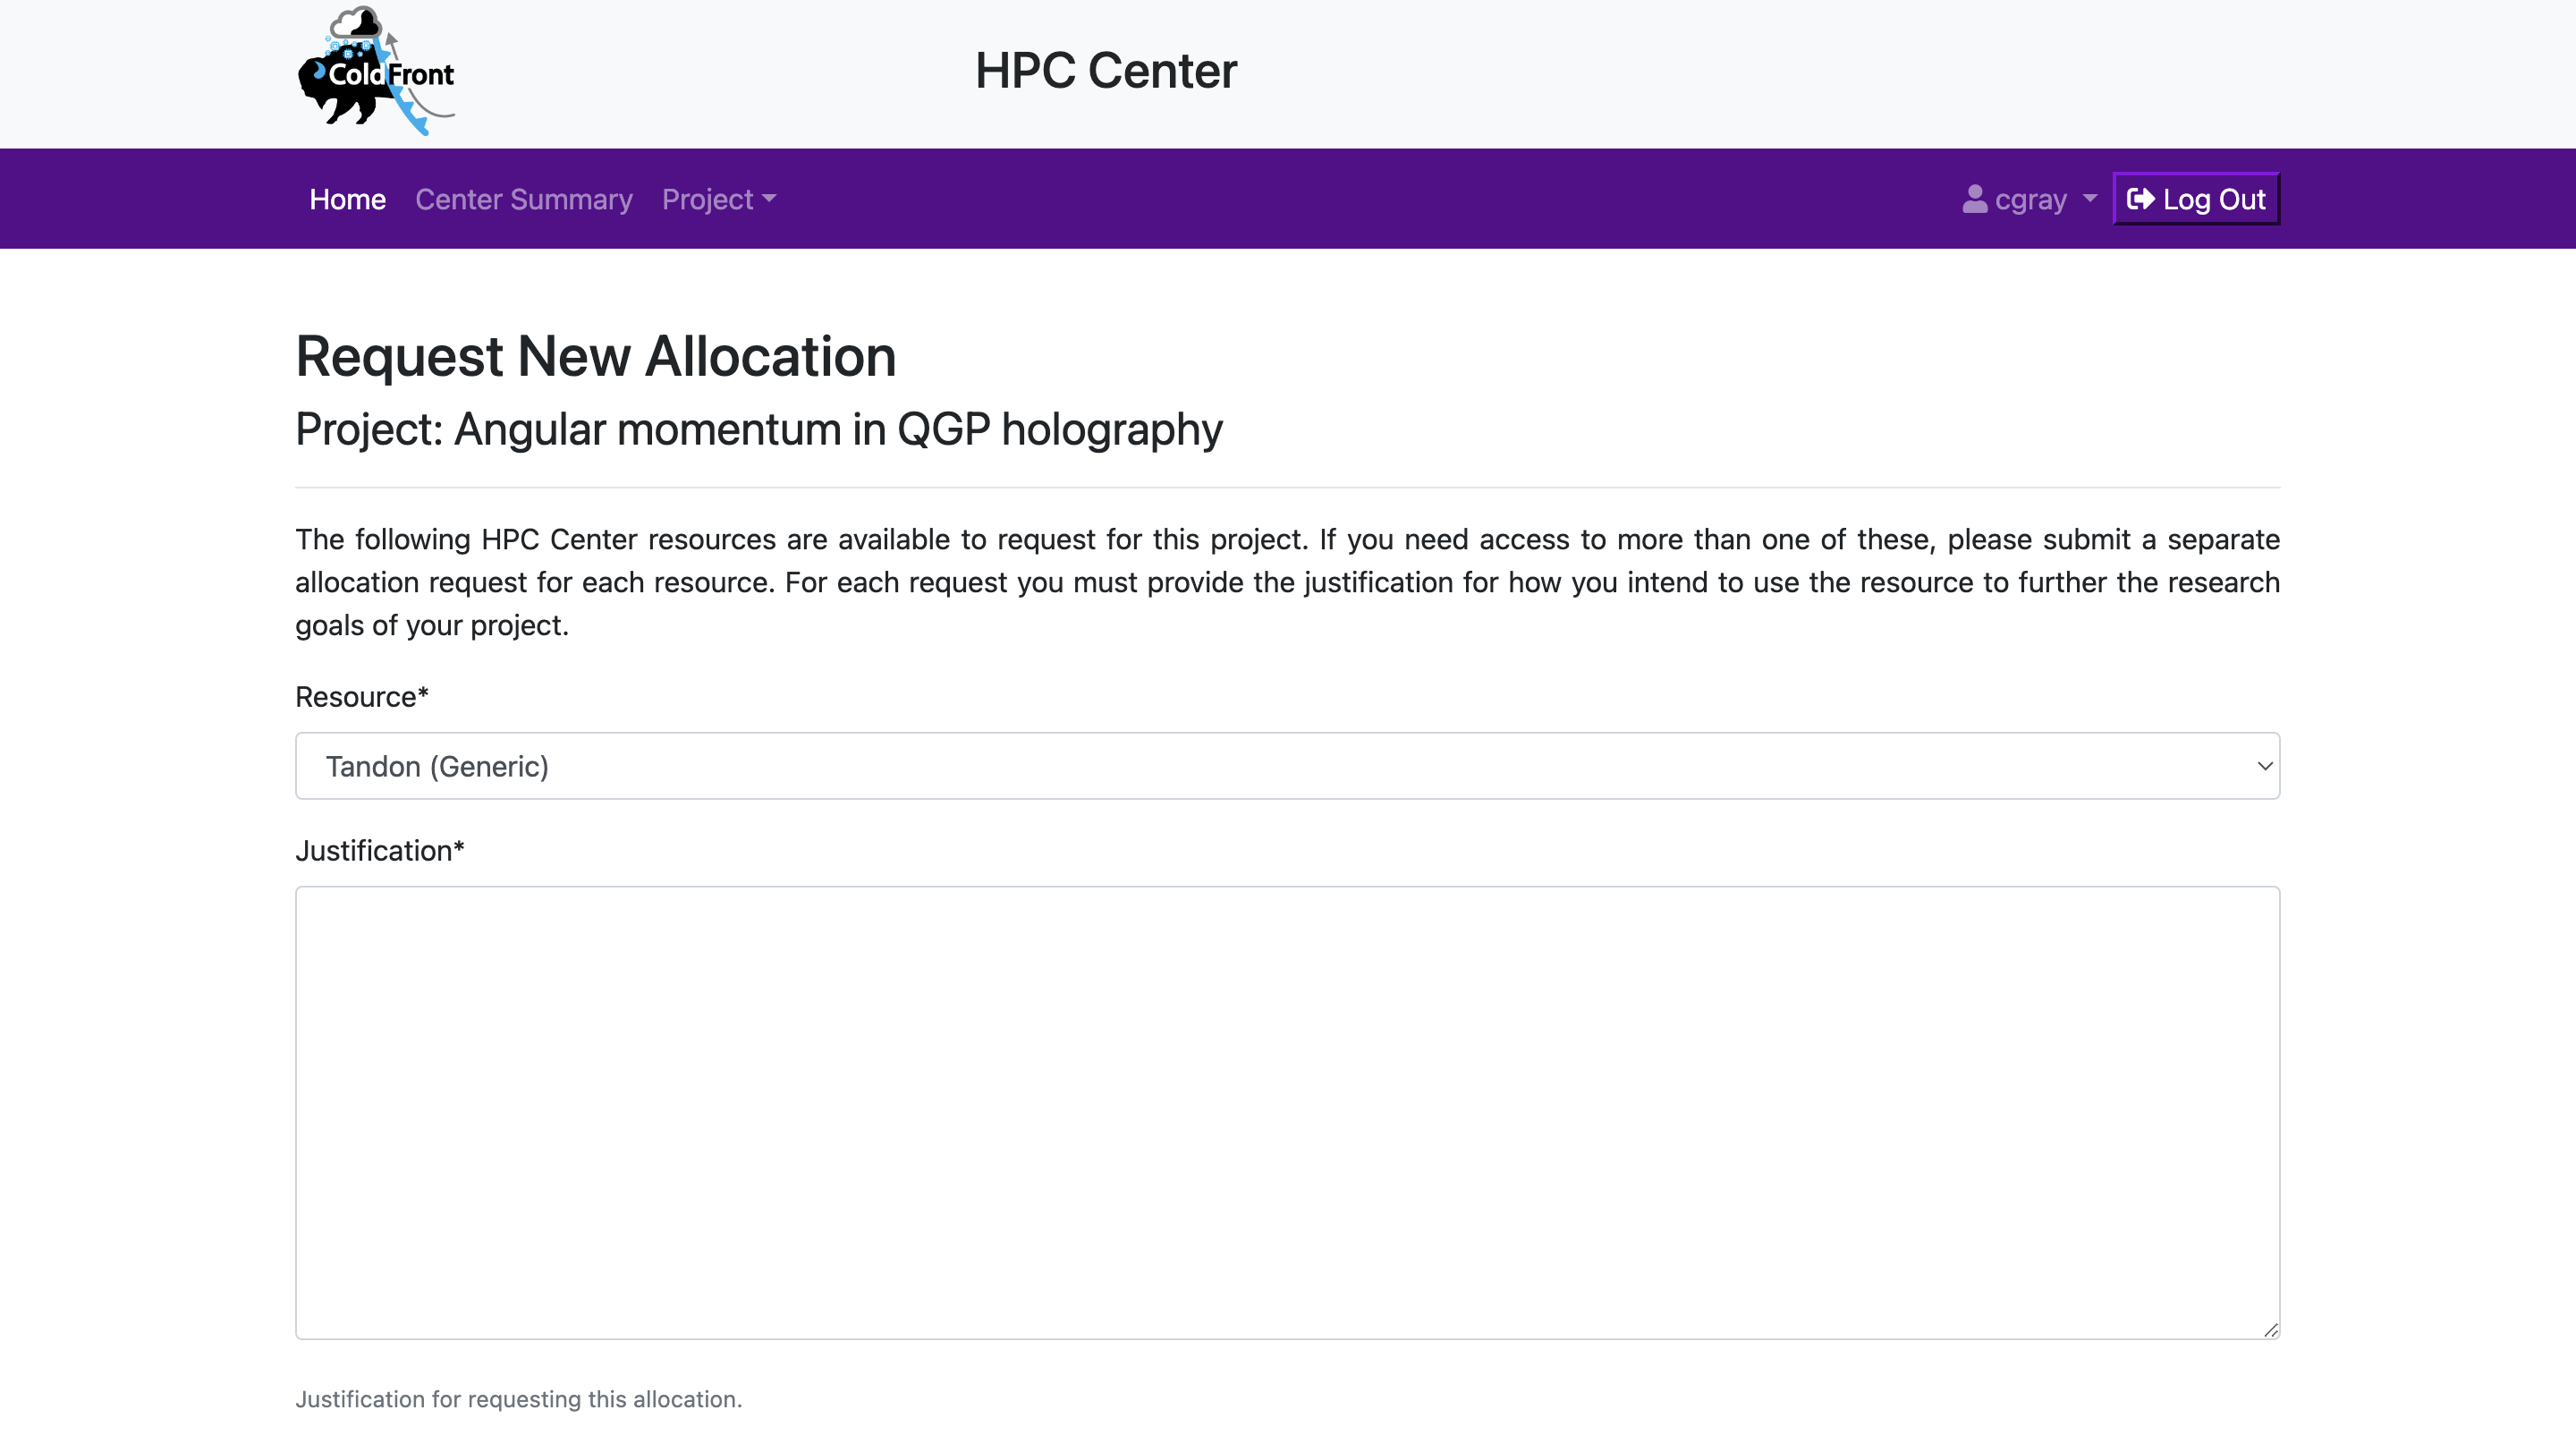 ColdFront
HPC Center
Home Center Summary Project cgray Log Out
Request New Allocation
Project: Angular momentum in QGP holography
The following HPC Center resources are available to request for this project. If you need access to more than one of these, please submit a separate
allocation request for each resource. For each request you must provide the justification for how you intend to use the resource to further the research
goals of your project.
Resource*
Tandon (Generic)
Justification*
Justification for requesting this allocation.